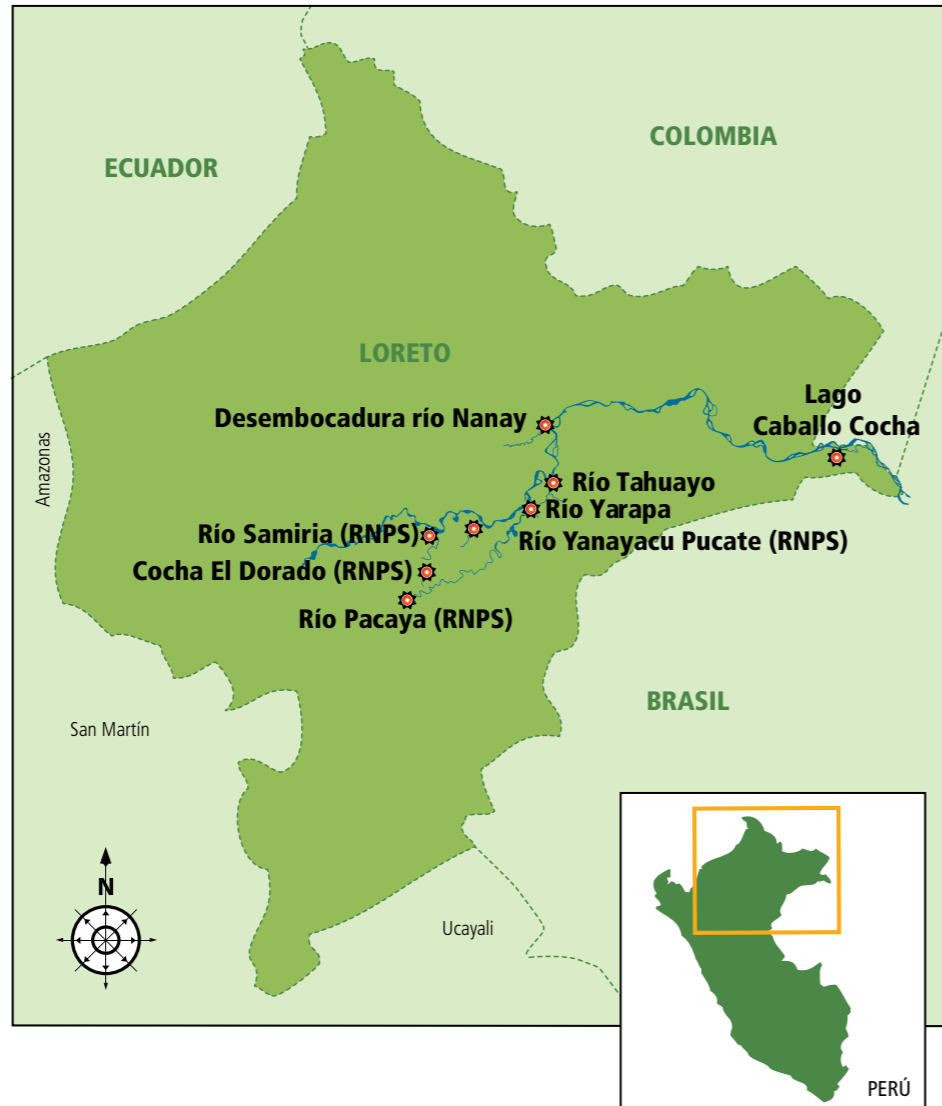 COLOMBIA
ECUADOR
LORETO
Lago
Caballo Cocha
Desembocadura río Nanay
Amazonas
Río Tahuayo
Río Yarapa
Río Samiria (RNPS)
Río Yanayacu Pucate (RNPS)
Cocha El Dorado (RNPS)
Río Pacaya (RNPS)
BRASIL
San Martín
N
Ucayali
PERÚ